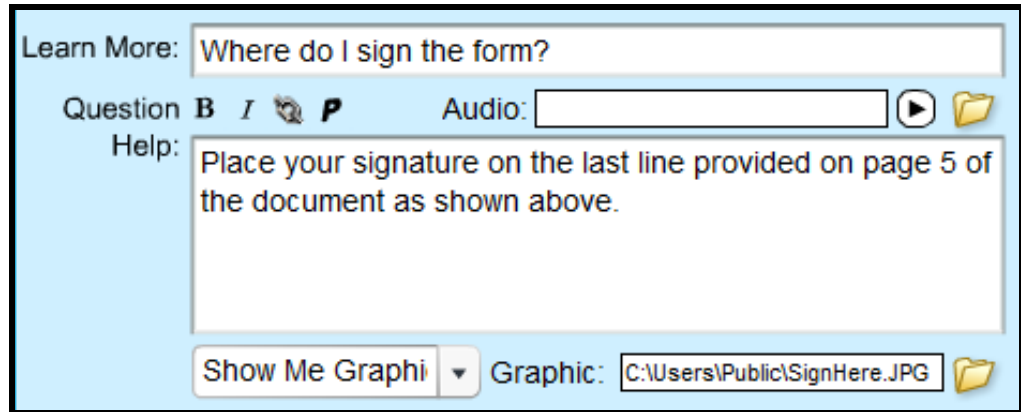 Learn More: Where do I sign the form?
Question B I P Audio:
Help:
Place your signature on the last line provided on page 5 of
the document as shown above.
Show Me Graphi Graphic: C:\Users\Public\SignHere.JPG